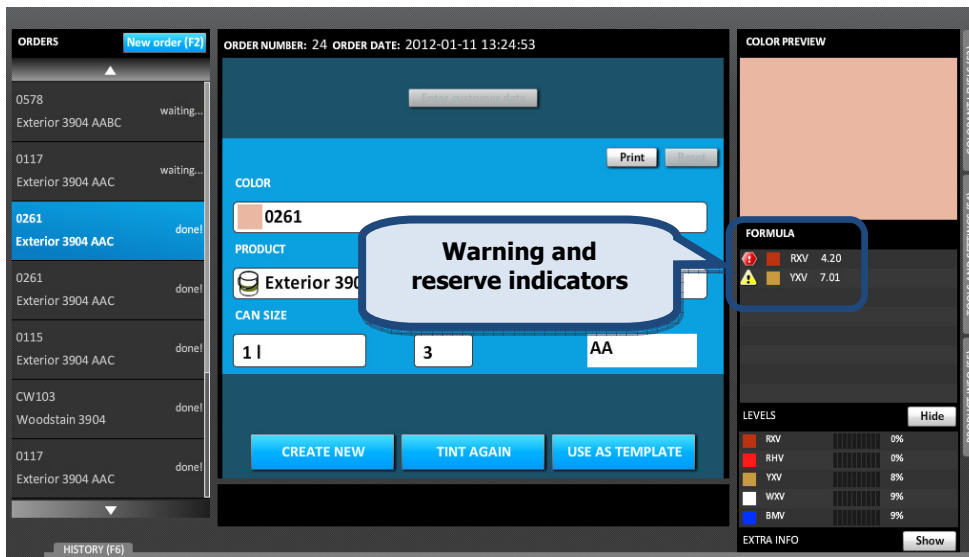 ORDERS
New order (F2)
0578
waiting...
Exterior 3904 AABC
0117
waiting...
Exterior 3904 AAC
0261
done!
Exterior 3904 AAC
0261
done!
Exterior 3904 AAC
0115
done!
Exterior 3904 AAC
CW103
done!
Woodstain 3904
0117
done!
Exterior 3904 AAC
HISTORY (F6)
ORDER NUMBER: 24 ORDER DATE: 2012-01-11 13:24:53
Enter customer data
Print
Reset
COLOR
0261
PRODUCT
Exterior 390
CAN SIZE
1 l
3
AA
Warning and
reserve indicators
CREATE NEW
TINT AGAIN
USE AS TEMPLATE
COLOR PREVIEW
FORMULA
RXV 4.20
YXV 7.01
LEVELS
Hide
RXV 0%
RHV 0%
YXV 8%
WXV 9%
BMV 9%
EXTRA INFO
Show